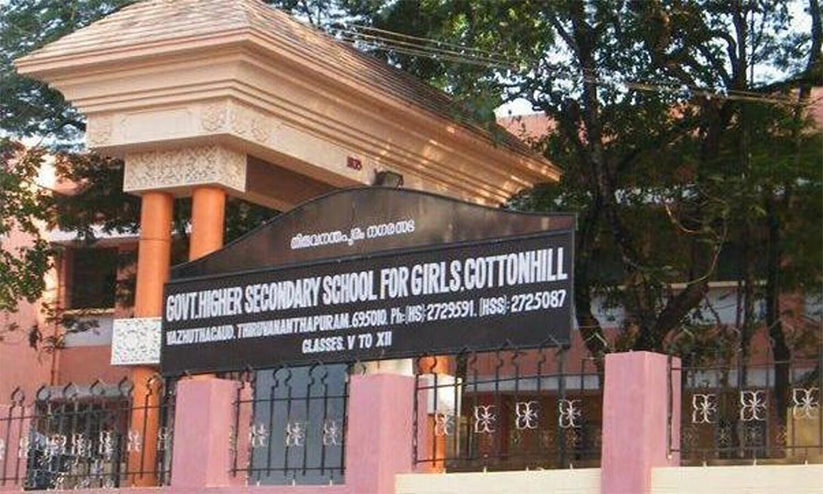 1835
തിരുവനന്തപുരം നഗരസഭ
GOVT.HIGHER SECONDARY SCHOOL FOR GIRLS.COTTONHILL
VAZHUTHACAUD. THIRUVANANTHAPURAM. 695010. Ph:(HS)-2729591. (HSS)-2725087
CLASSES. V TO XII